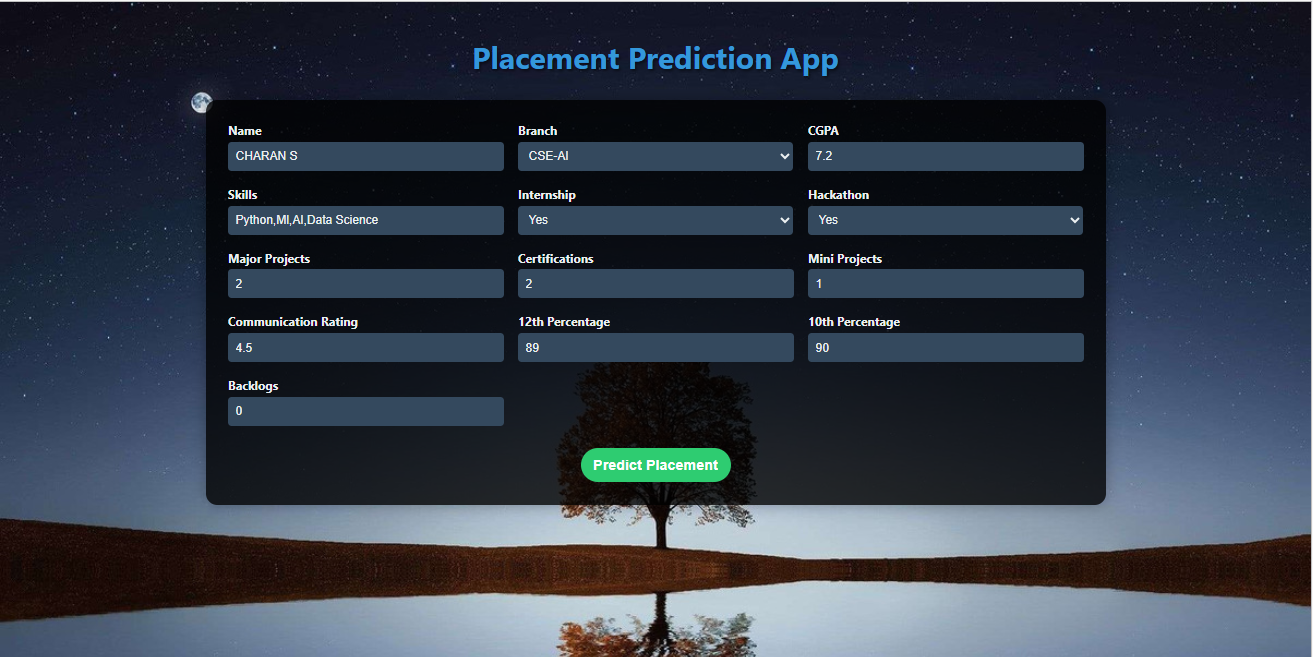 Placement Prediction App
Name Branch CGPA
CHARAN S CSE-AI 7.2
Skills Internship Hackathon
Python,Ml,AI,Data Science Yes Yes
Major Projects Certifications Mini Projects
2 2 1
Communication Rating 12th Percentage 10th Percentage
4.5 89 90
Backlogs
0
Predict Placement